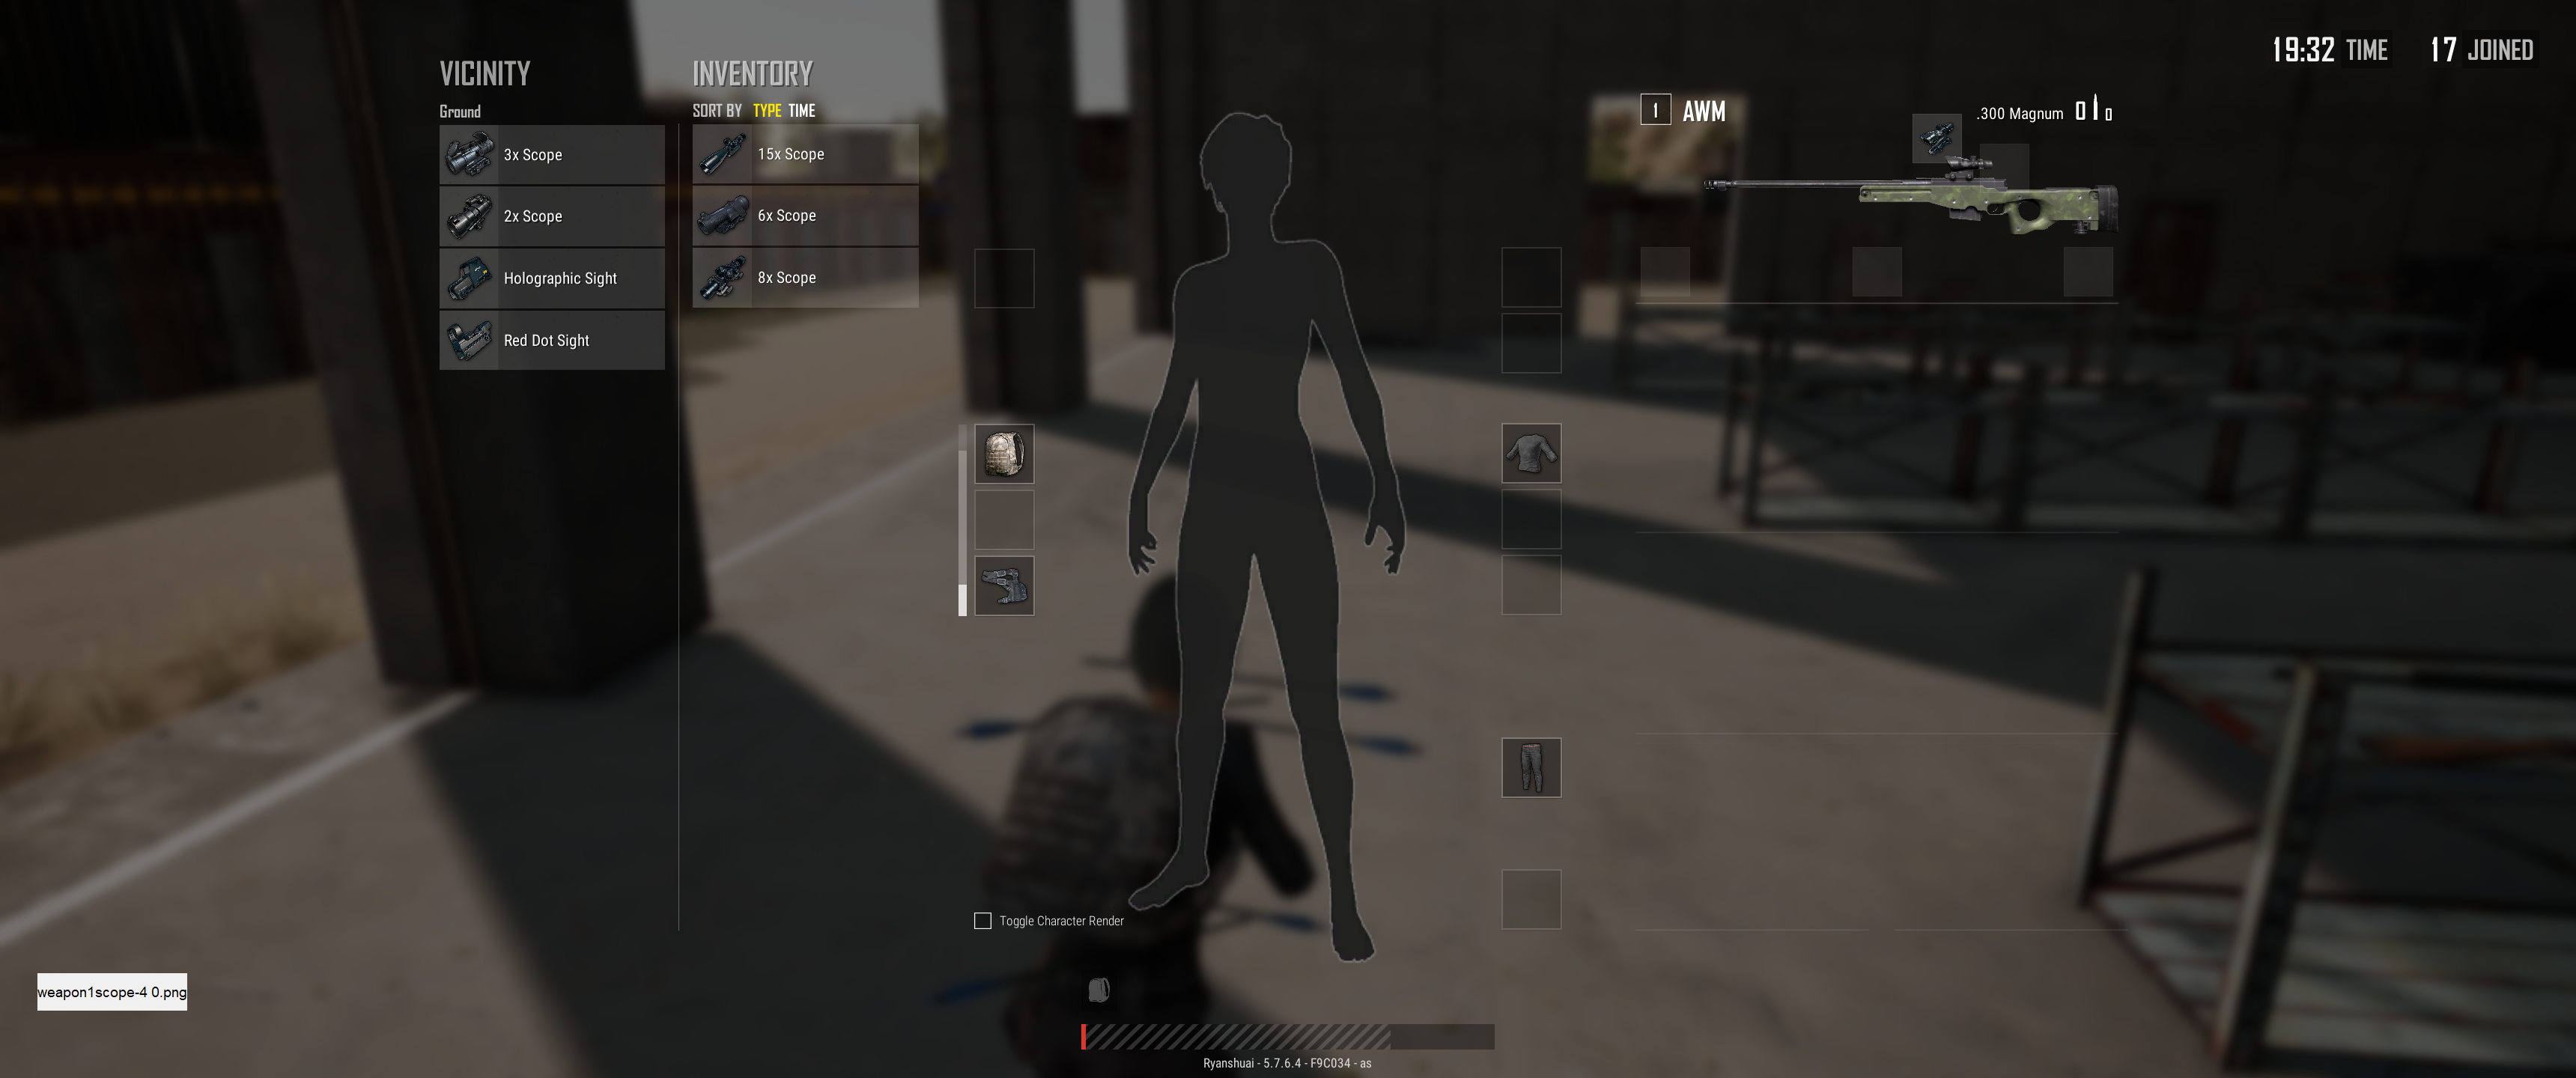 19:32 TIME 17 JOINED
VICINITY
Ground
3x Scope
2x Scope
Holographic Sight
Red Dot Sight
INVENTORY
SORT BY TYPE TIME
15x Scope
6x Scope
8x Scope
1 AWM
.300 Magnum 0 0
Toggle Character Render
weapon1scope-4 0.png
Ryanshuai - 5.7.6.4 - F9C034 - as